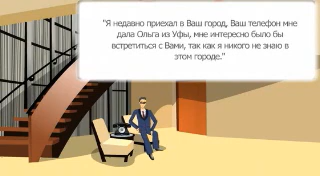 "Я недавно приехал в Ваш город, Ваш телефон мне
дала Ольга из Уфы, мне интересно было бы
встретиться с Вами, так как я никого не знаю в
этом городе."